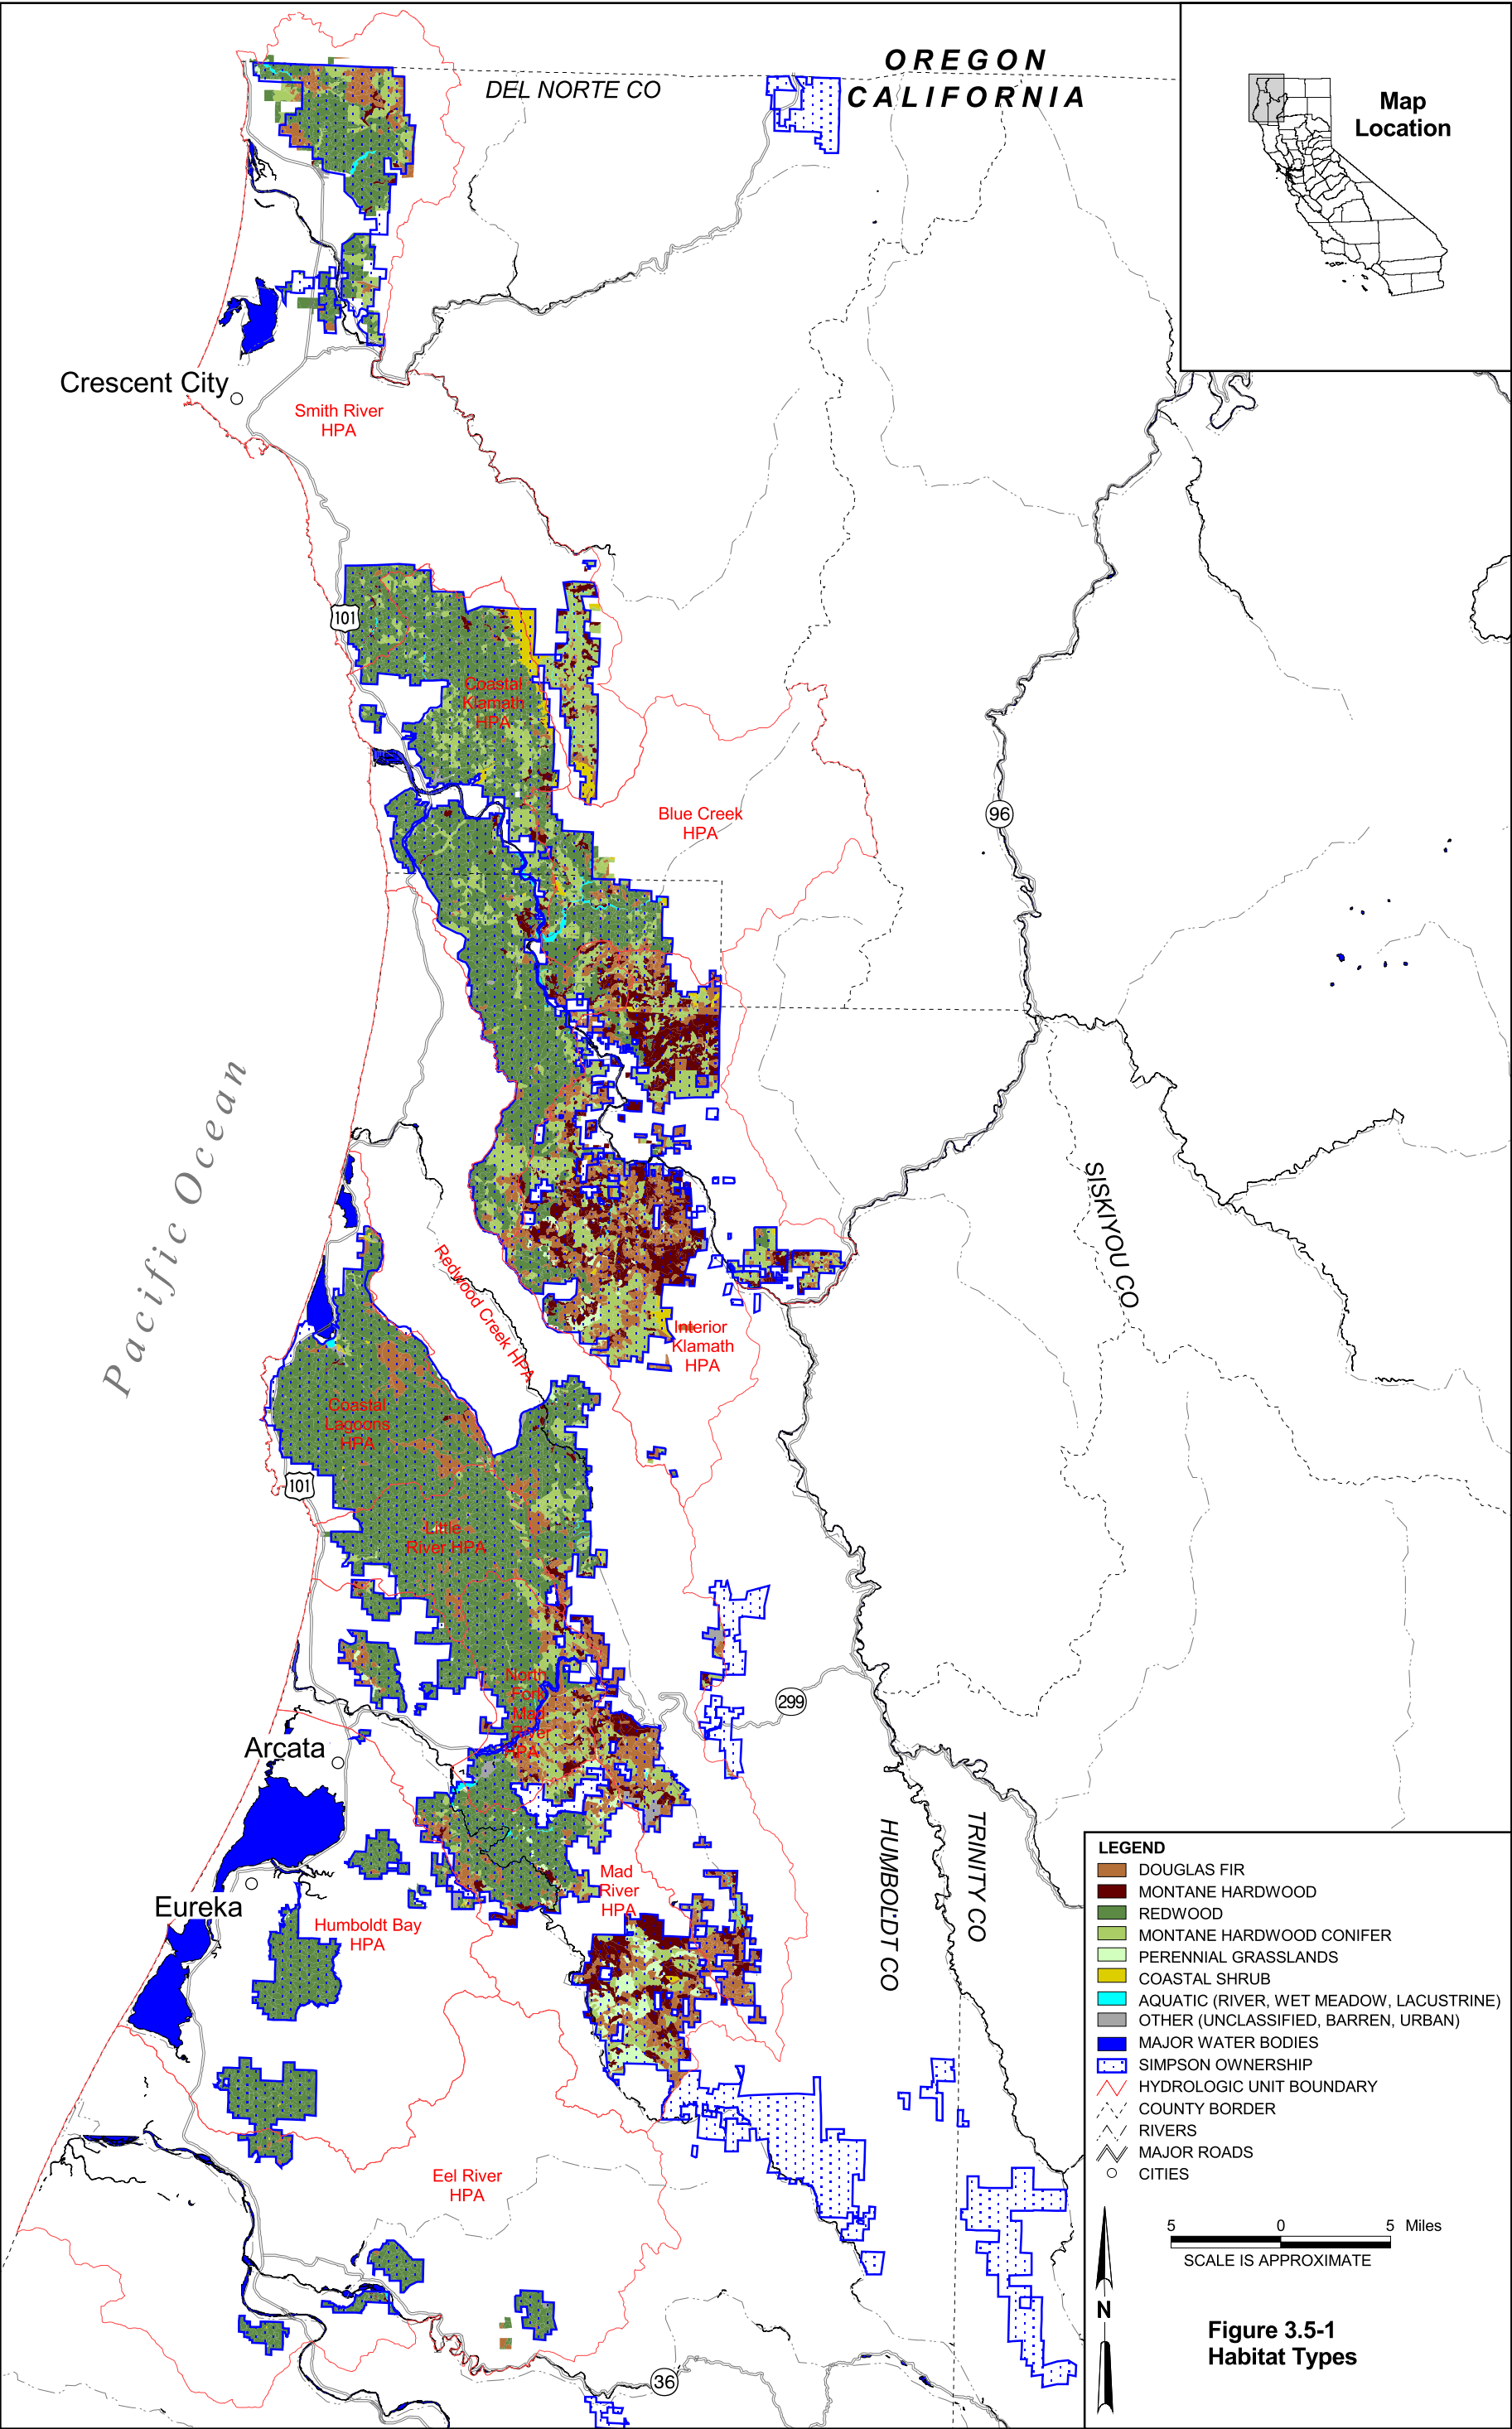 OREGON
DEL NORTE CO
CALIFORNIA
Map
Location
Crescent City
Smith River
HPA
101
Coastal
Klamath
HPA
Blue Creek
HPA
96
Pacific Ocean
SISKIYOU CO
Redwood Creek HPA
Interior
Klamath
HPA
Coastal
Lagoons
HPA
101
Little
River HPA
North
Fork
Mad
River
HPA
299
Arcata
HUMBOLDT CO
TRINITY CO
Mad
River
HPA
Eureka
Humboldt Bay
HPA
Eel River
HPA
36
LEGEND
DOUGLAS FIR
MONTANE HARDWOOD
REDWOOD
MONTANE HARDWOOD CONIFER
PERENNIAL GRASSLANDS
COASTAL SHRUB
AQUATIC (RIVER, WET MEADOW, LACUSTRINE)
OTHER (UNCLASSIFIED, BARREN, URBAN)
MAJOR WATER BODIES
SIMPSON OWNERSHIP
HYDROLOGIC UNIT BOUNDARY
COUNTY BORDER
RIVERS
MAJOR ROADS
CITIES
5 0 5 Miles
SCALE IS APPROXIMATE
N
Figure 3.5-1
Habitat Types